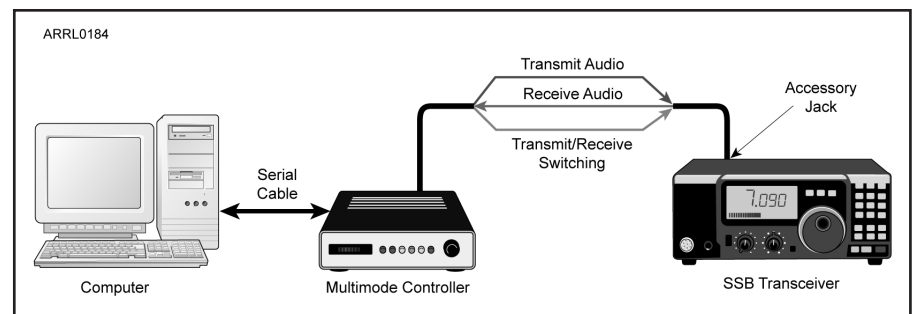 ARRL0184
Transmit Audio
Receive Audio
Transmit/Receive
Switching
Accessory
Jack
Serial
Cable
7.090
Computer
Multimode Controller
SSB Transceiver